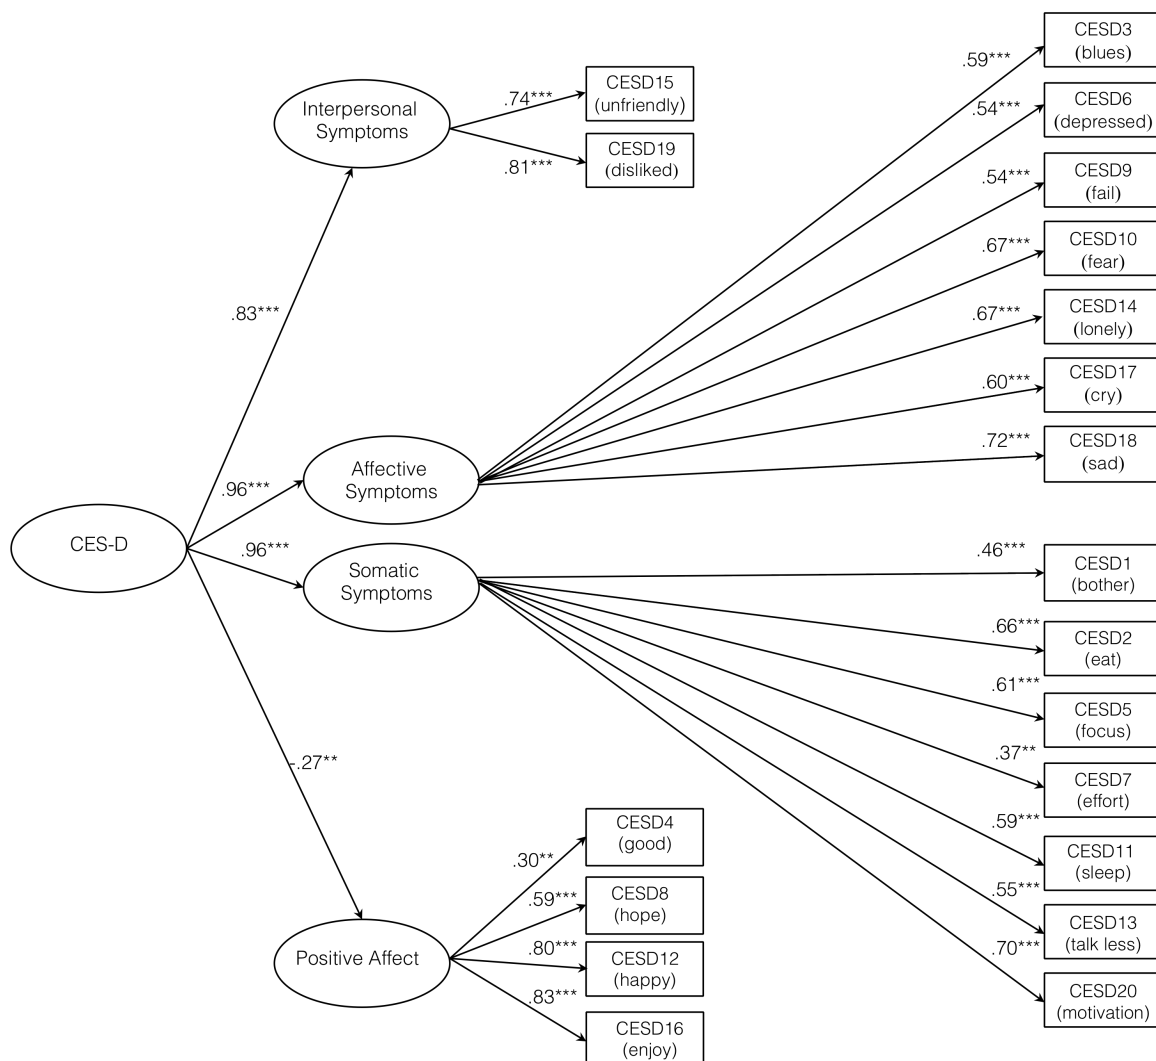 CESD3
(blues)
.59***
CESD6
(depressed)
.54***
CESD9
(fail)
.54***
CESD10
(fear)
.67***
CESD14
(lonely)
.67***
CESD17
(cry)
.60***
CESD18
(sad)
.72***
Interpersonal
Symptoms
.74***
CESD15
(unfriendly)
.81***
CESD19
(disliked)
.83***
Affective
Symptoms
.96***
CES-D
.96***
Somatic
Symptoms
.46***
CESD1
(bother)
.66***
CESD2
(eat)
.61***
CESD5
(focus)
.37**
CESD7
(effort)
.59***
CESD11
(sleep)
.55***
CESD13
(talk less)
.70***
CESD20
(motivation)
-.27**
Positive Affect
.30**
CESD4
(good)
.59***
CESD8
(hope)
.80***
CESD12
(happy)
.83***
CESD16
(enjoy)